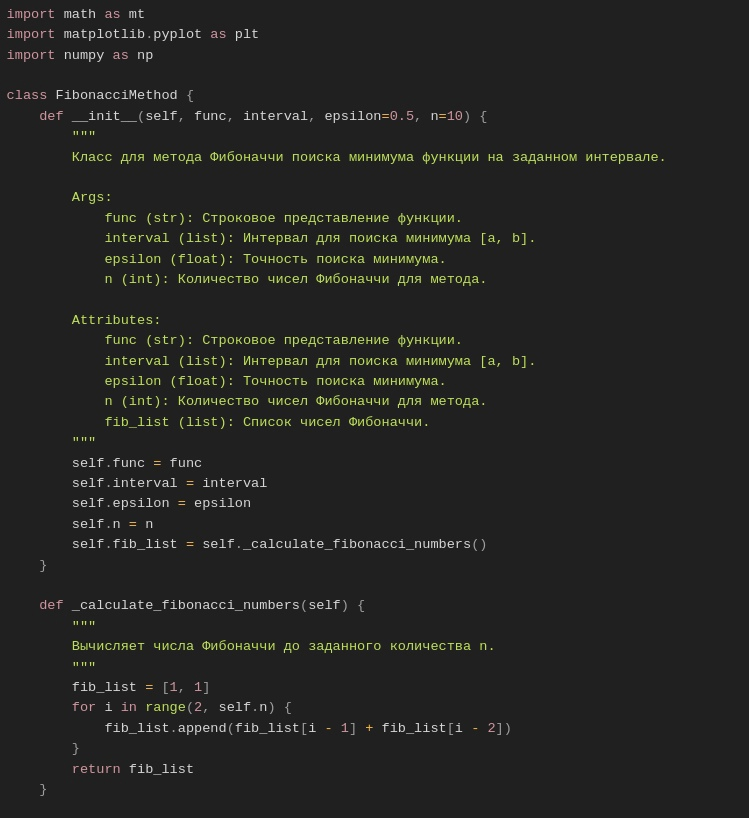 import math as mt
import matplotlib.pyplot as plt
import numpy as np

class FibonacciMethod {
    def __init__(self, func, interval, epsilon=0.5, n=10) {
        """
        Класс для метода Фибоначчи поиска минимума функции на заданном интервале.

        Args:
            func (str): Строковое представление функции.
            interval (list): Интервал для поиска минимума [a, b].
            epsilon (float): Точность поиска минимума.
            n (int): Количество чисел Фибоначчи для метода.

        Attributes:
            func (str): Строковое представление функции.
            interval (list): Интервал для поиска минимума [a, b].
            epsilon (float): Точность поиска минимума.
            n (int): Количество чисел Фибоначчи для метода.
            fib_list (list): Список чисел Фибоначчи.
        """
        self.func = func
        self.interval = interval
        self.epsilon = epsilon
        self.n = n
        self.fib_list = self._calculate_fibonacci_numbers()
    }

    def _calculate_fibonacci_numbers(self) {
        """
        Вычисляет числа Фибоначчи до заданного количества n.
        """
        fib_list = [1, 1]
        for i in range(2, self.n) {
            fib_list.append(fib_list[i - 1] + fib_list[i - 2])
        }
        return fib_list
    }